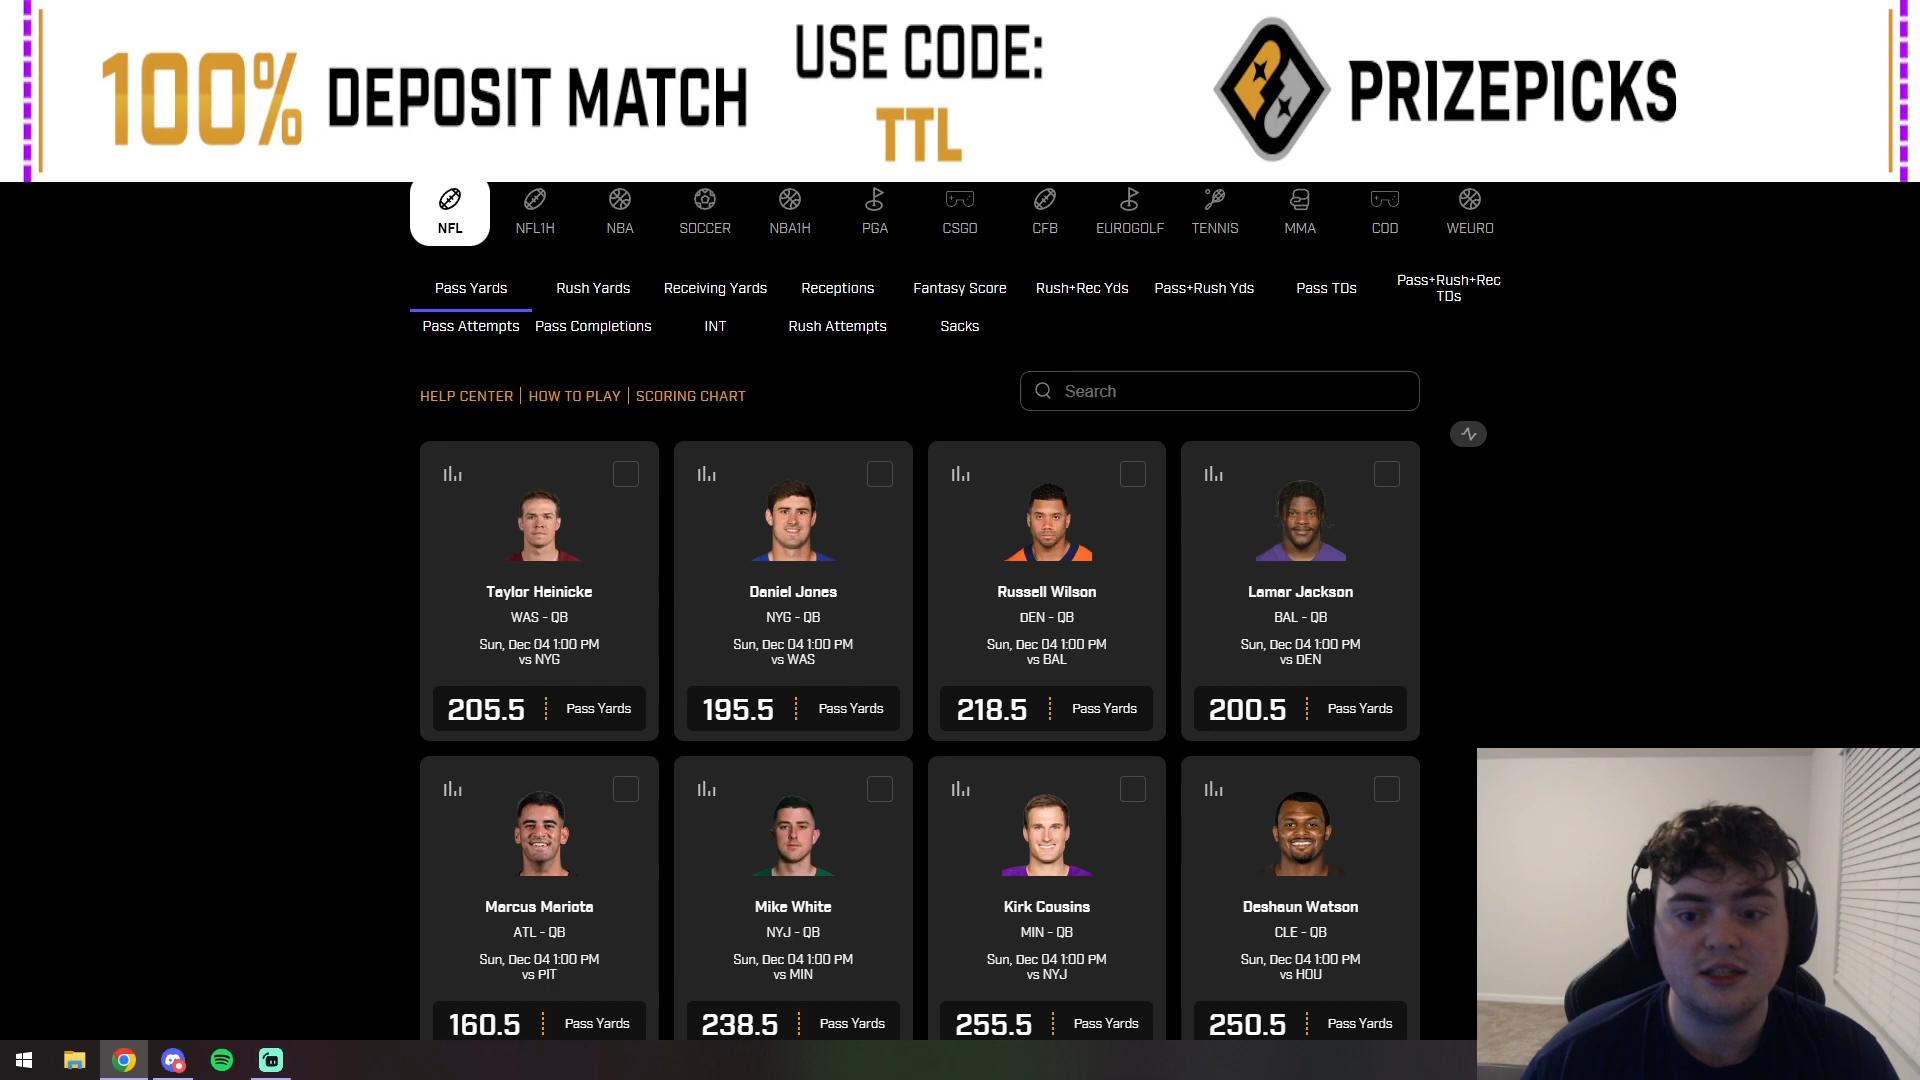 100% DEPOSIT MATCH
USE CODE:
TTL
PRIZEPICKS
NFL
NFL1H
NBA
SOCCER
NBA1H
PGA
CSGO
CFB
EUROGOLF
TENNIS
MMA
COD
WEURO
Pass Yards
Rush Yards
Receiving Yards
Receptions
Fantasy Score
Rush+Rec Yds
Pass+Rush Yds
Pass TDs
Pass+Rush+Rec
TDs
Pass Attempts
Pass Completions
INT
Rush Attempts
Sacks
HELP CENTER | HOW TO PLAY | SCORING CHART
Search
Taylor Heinicke
WAS - QB
Sun, Dec 04 1:00 PM
vs NYG
205.5 Pass Yards
Daniel Jones
NYG - QB
Sun, Dec 04 1:00 PM
vs WAS
195.5 Pass Yards
Russell Wilson
DEN - QB
Sun, Dec 04 1:00 PM
vs BAL
218.5 Pass Yards
Lamar Jackson
BAL - QB
Sun, Dec 04 1:00 PM
vs DEN
200.5 Pass Yards
Marcus Mariota
ATL - QB
Sun, Dec 04 1:00 PM
vs PIT
160.5 Pass Yards
Mike White
NYJ - QB
Sun, Dec 04 1:00 PM
vs MIN
238.5 Pass Yards
Kirk Cousins
MIN - QB
Sun, Dec 04 1:00 PM
vs NYJ
255.5 Pass Yards
Deshaun Watson
CLE - QB
Sun, Dec 04 1:00 PM
vs HOU
250.5 Pass Yards